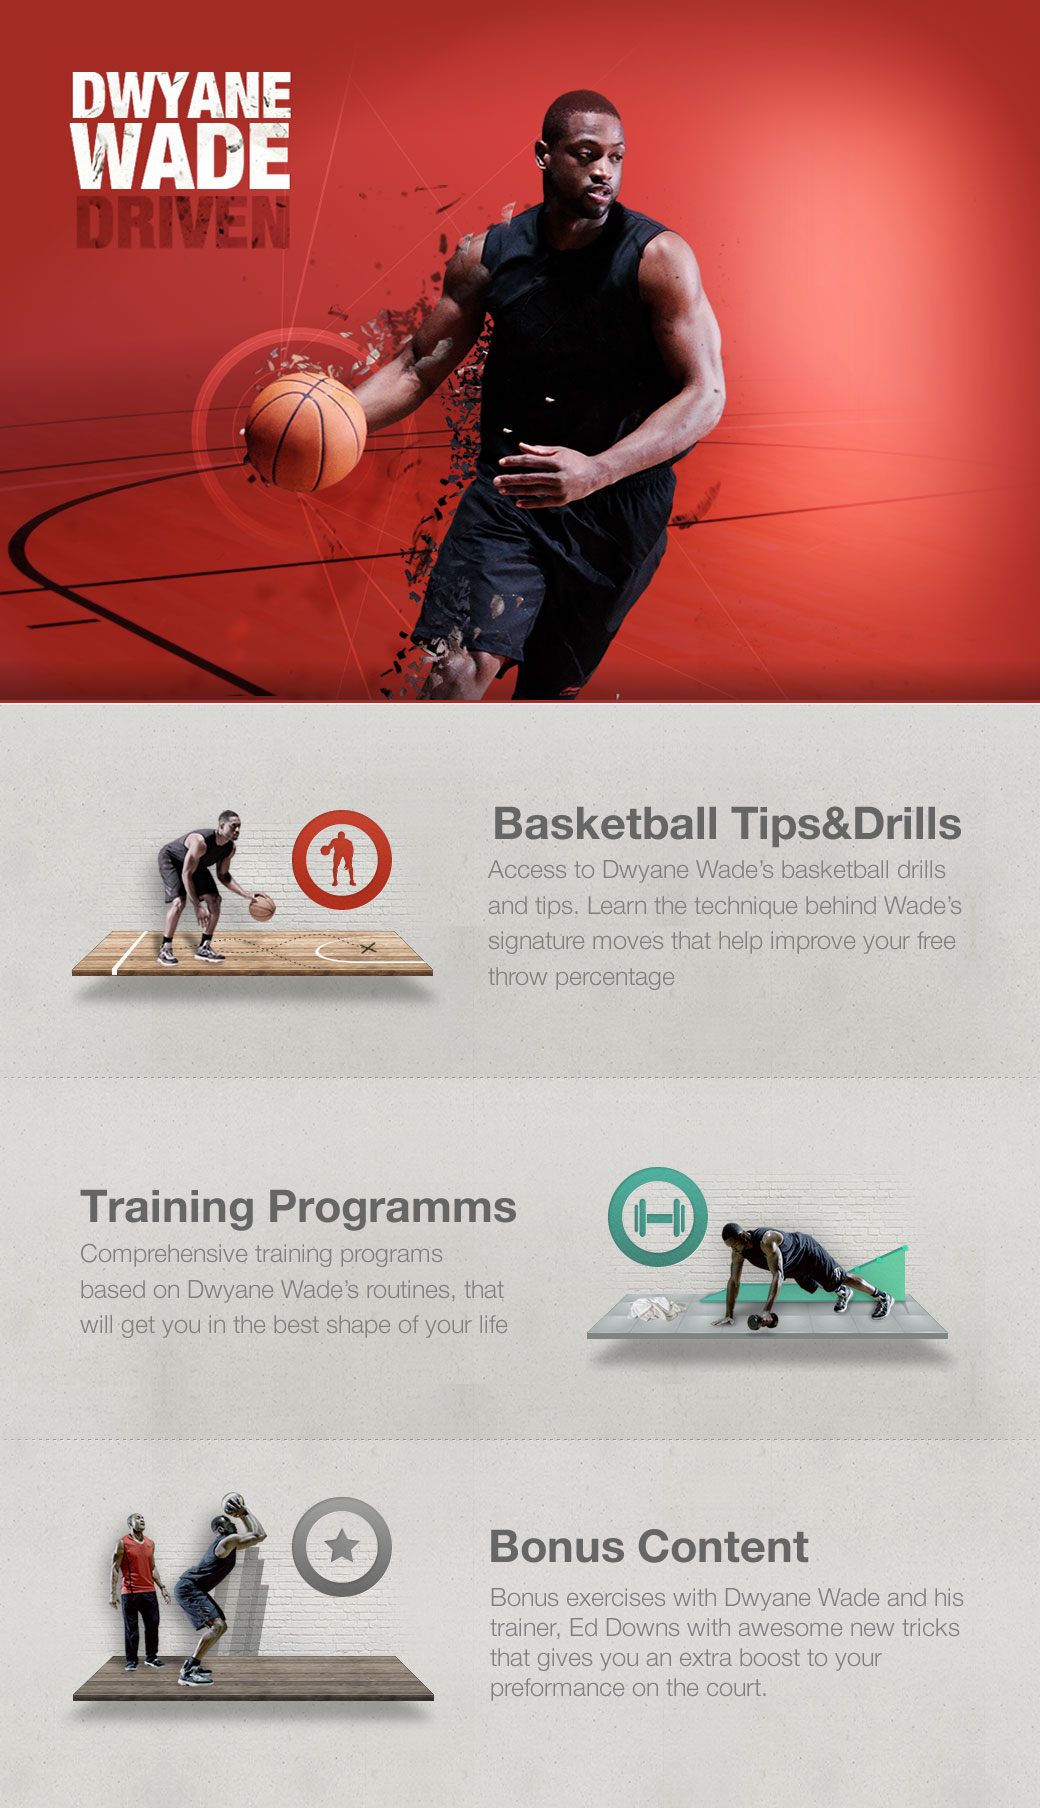 DWYANE
WADE
DRIVEN
Basketball Tips&Drills
Access to Dwyane Wade's basketball drills
and tips. Learn the technique behind Wade's
signature moves that help improve your free
throw percentage
Training Programms
Comprehensive training programs
based on Dwyane Wade's routines, that
will get you in the best shape of your life
Bonus Content
Bonus exercises with Dwyane Wade and his
trainer, Ed Downs with awesome new tricks
that gives you an extra boost to your
preformance on the court.